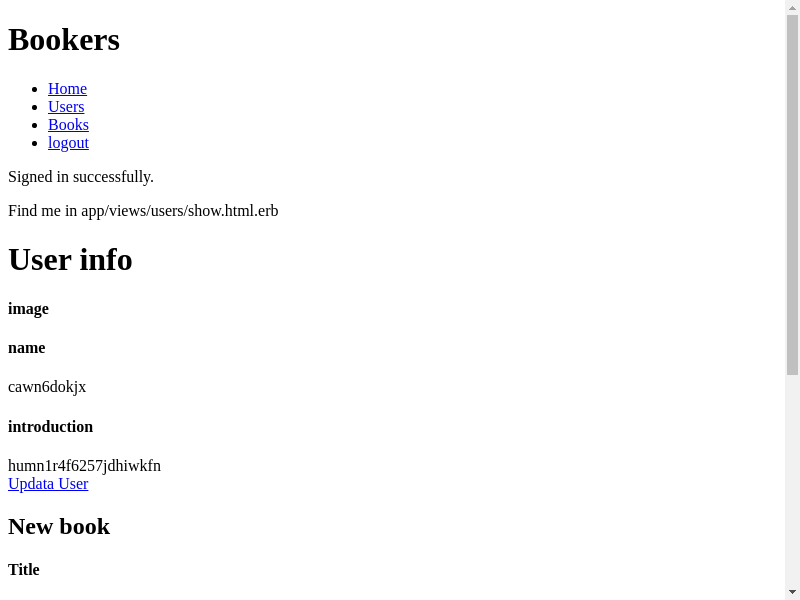 Bookers
Home
Users
Books
logout
Signed in successfully.
Find me in app/views/users/show.html.erb
User info
image
name
cawn6dokjx
introduction
humn1r4f6257jdhiwkfn
Updata User
New book
Title